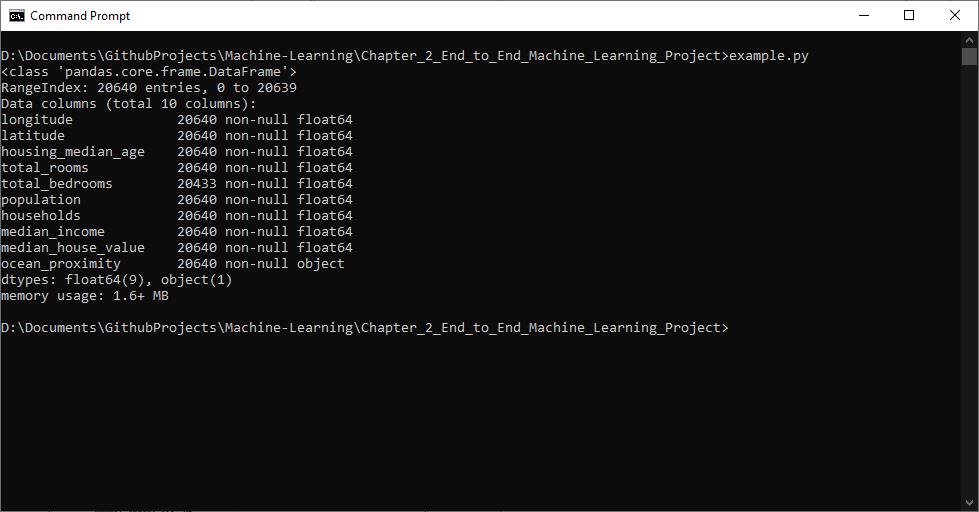 Command Prompt
D:\Documents\GithubProjects\Machine-Learning\Chapter_2_End_to_End_Machine_Learning_Project>example.py
<class 'pandas.core.frame.DataFrame'>
RangeIndex: 20640 entries, 0 to 20639
Data columns (total 10 columns):
longitude             20640 non-null float64
latitude              20640 non-null float64
housing_median_age    20640 non-null float64
total_rooms           20640 non-null float64
total_bedrooms        20433 non-null float64
population            20640 non-null float64
households            20640 non-null float64
median_income         20640 non-null float64
median_house_value    20640 non-null float64
ocean_proximity       20640 non-null object
dtypes: float64(9), object(1)
memory usage: 1.6+ MB
D:\Documents\GithubProjects\Machine-Learning\Chapter_2_End_to_End_Machine_Learning_Project>